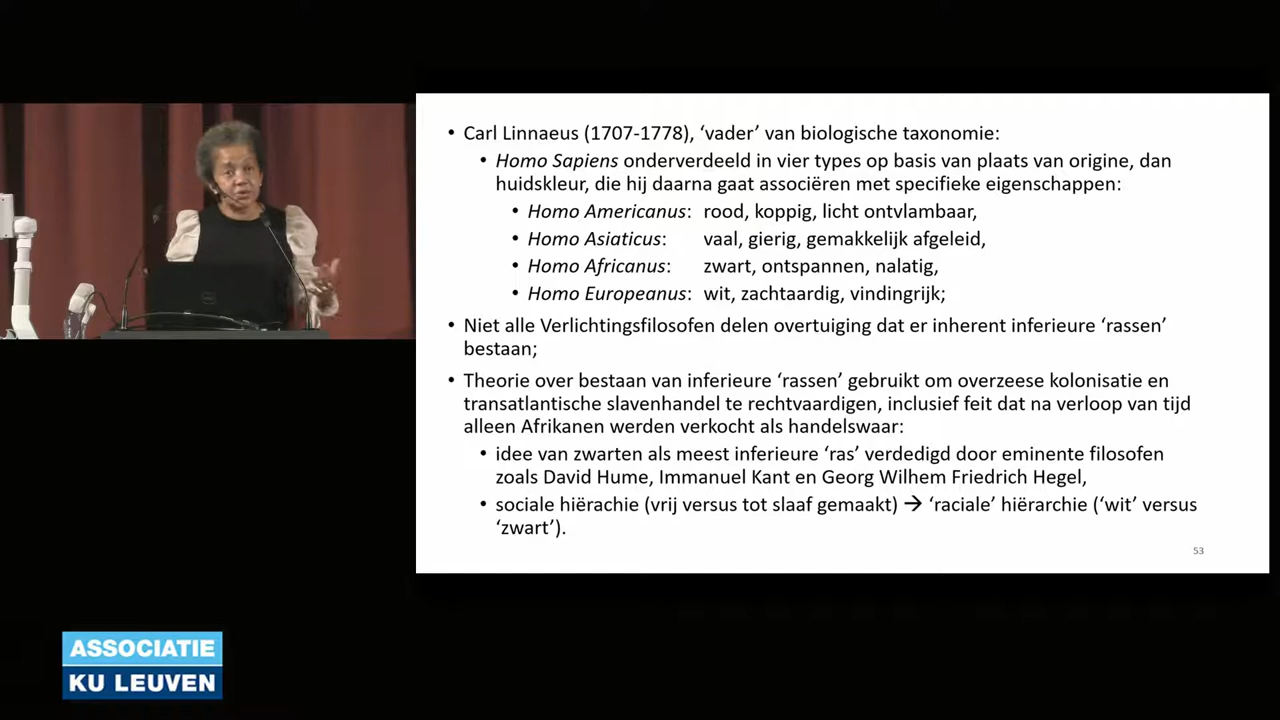 • Carl Linnaeus (1707-1778), ‘vader’ van biologische taxonomie:
• Homo Sapiens onderverdeeld in vier types op basis van plaats van origine, dan
huidskleur, die hij daarna gaat associëren met specifieke eigenschappen:
• Homo Americanus: rood, koppig, licht ontvlambaar,
• Homo Asiaticus: vaal, gierig, gemakkelijk afgeleid,
• Homo Africanus: zwart, ontspannen, nalatig,
• Homo Europeanus: wit, zachtaardig, vindingrijk;
• Niet alle Verlichtingsfilosofen delen overtuiging dat er inherent inferieure ‘rassen’
bestaan;
• Theorie over bestaan van inferieure ‘rassen’ gebruikt om overzeese kolonisatie en
transatlantische slavenhandel te rechtvaardigen, inclusief feit dat na verloop van tijd
alleen Afrikanen werden verkocht als handelswaar:
• idee van zwarten als meest inferieure ‘ras’ verdedigd door eminente filosofen
zoals David Hume, Immanuel Kant en Georg Wilhem Friedrich Hegel,
• sociale hiërachie (vrij versus tot slaaf gemaakt) → ‘raciale’ hiërarchie (‘wit’ versus
‘zwart’).
53
ASSOCIATIE
KU LEUVEN